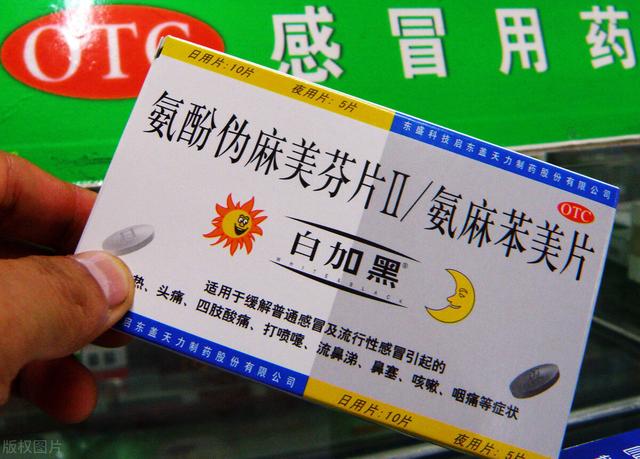 OTC 感冒用药
日用片:10片
夜用片:5片
东盛科技启东盖天力制药股份有限公司
氨酚伪麻美芬片II/氨麻苯美片
OTC
白加黑®
WHITE&BLACK
适用于缓解普通感冒及流行性感冒引起的
热、头痛、四肢酸痛、打喷嚏、流鼻涕、鼻塞、咳嗽、咽痛等症状
启东盖天力制药股份有限公司
日用片:10片
夜用片:5片
版权图片